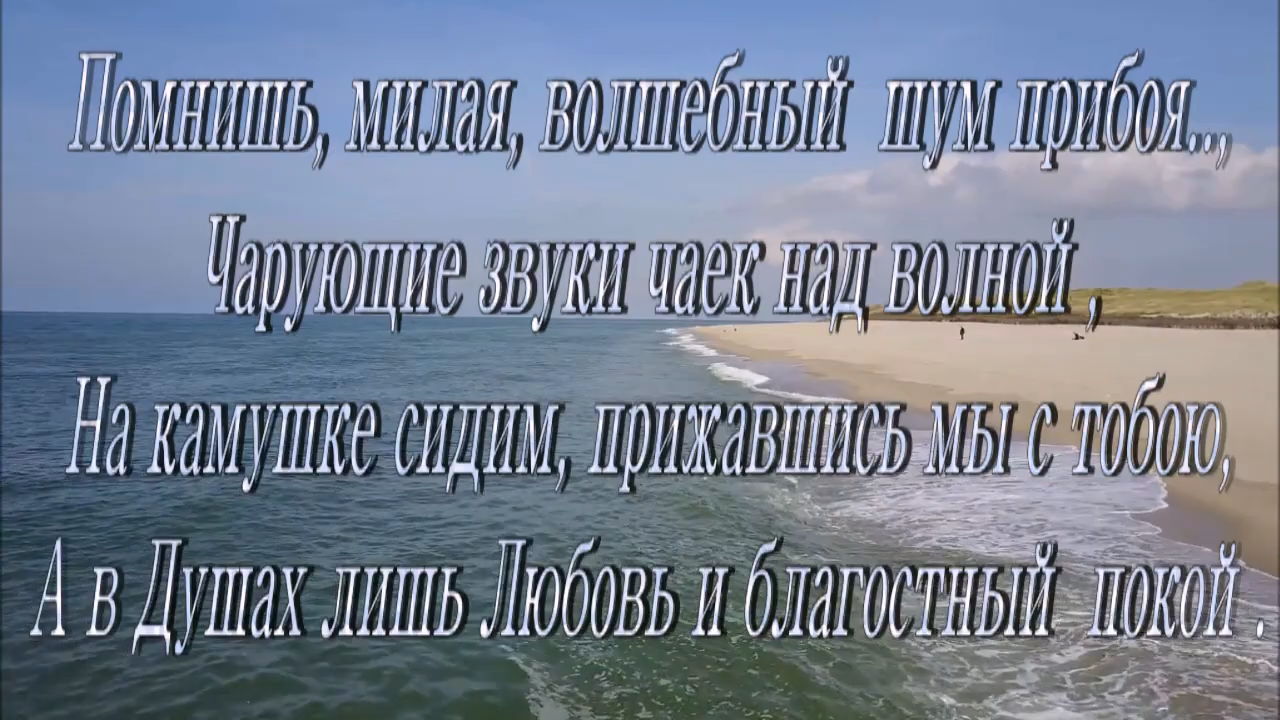 Помнишь, милая, волшебный шум прибоя..,
Чарующие звуки чаек над волной ,
На камушке сидим, прижавшись мы с тобою,
А в Душах лишь Любовь и благостный покой .